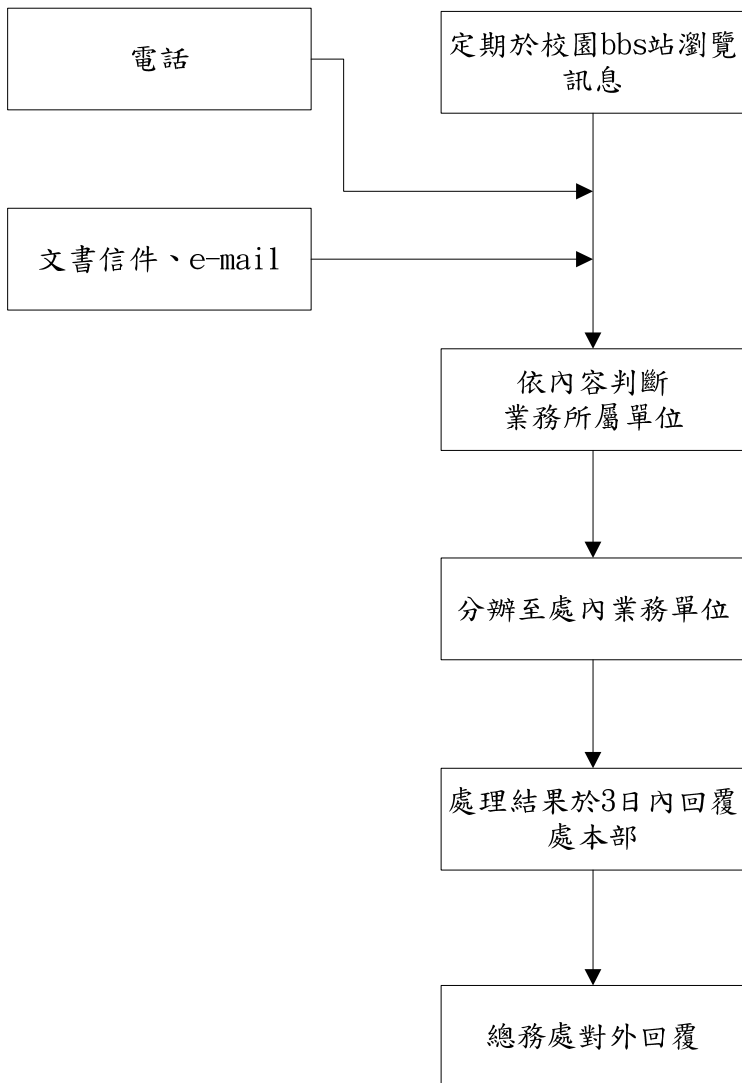 電話
定期於校園bbs站瀏覽
訊息
文書信件、e-mail
依內容判斷
業務所屬單位
分辦至處內業務單位
處理結果於3日內回覆
處本部
總務處對外回覆